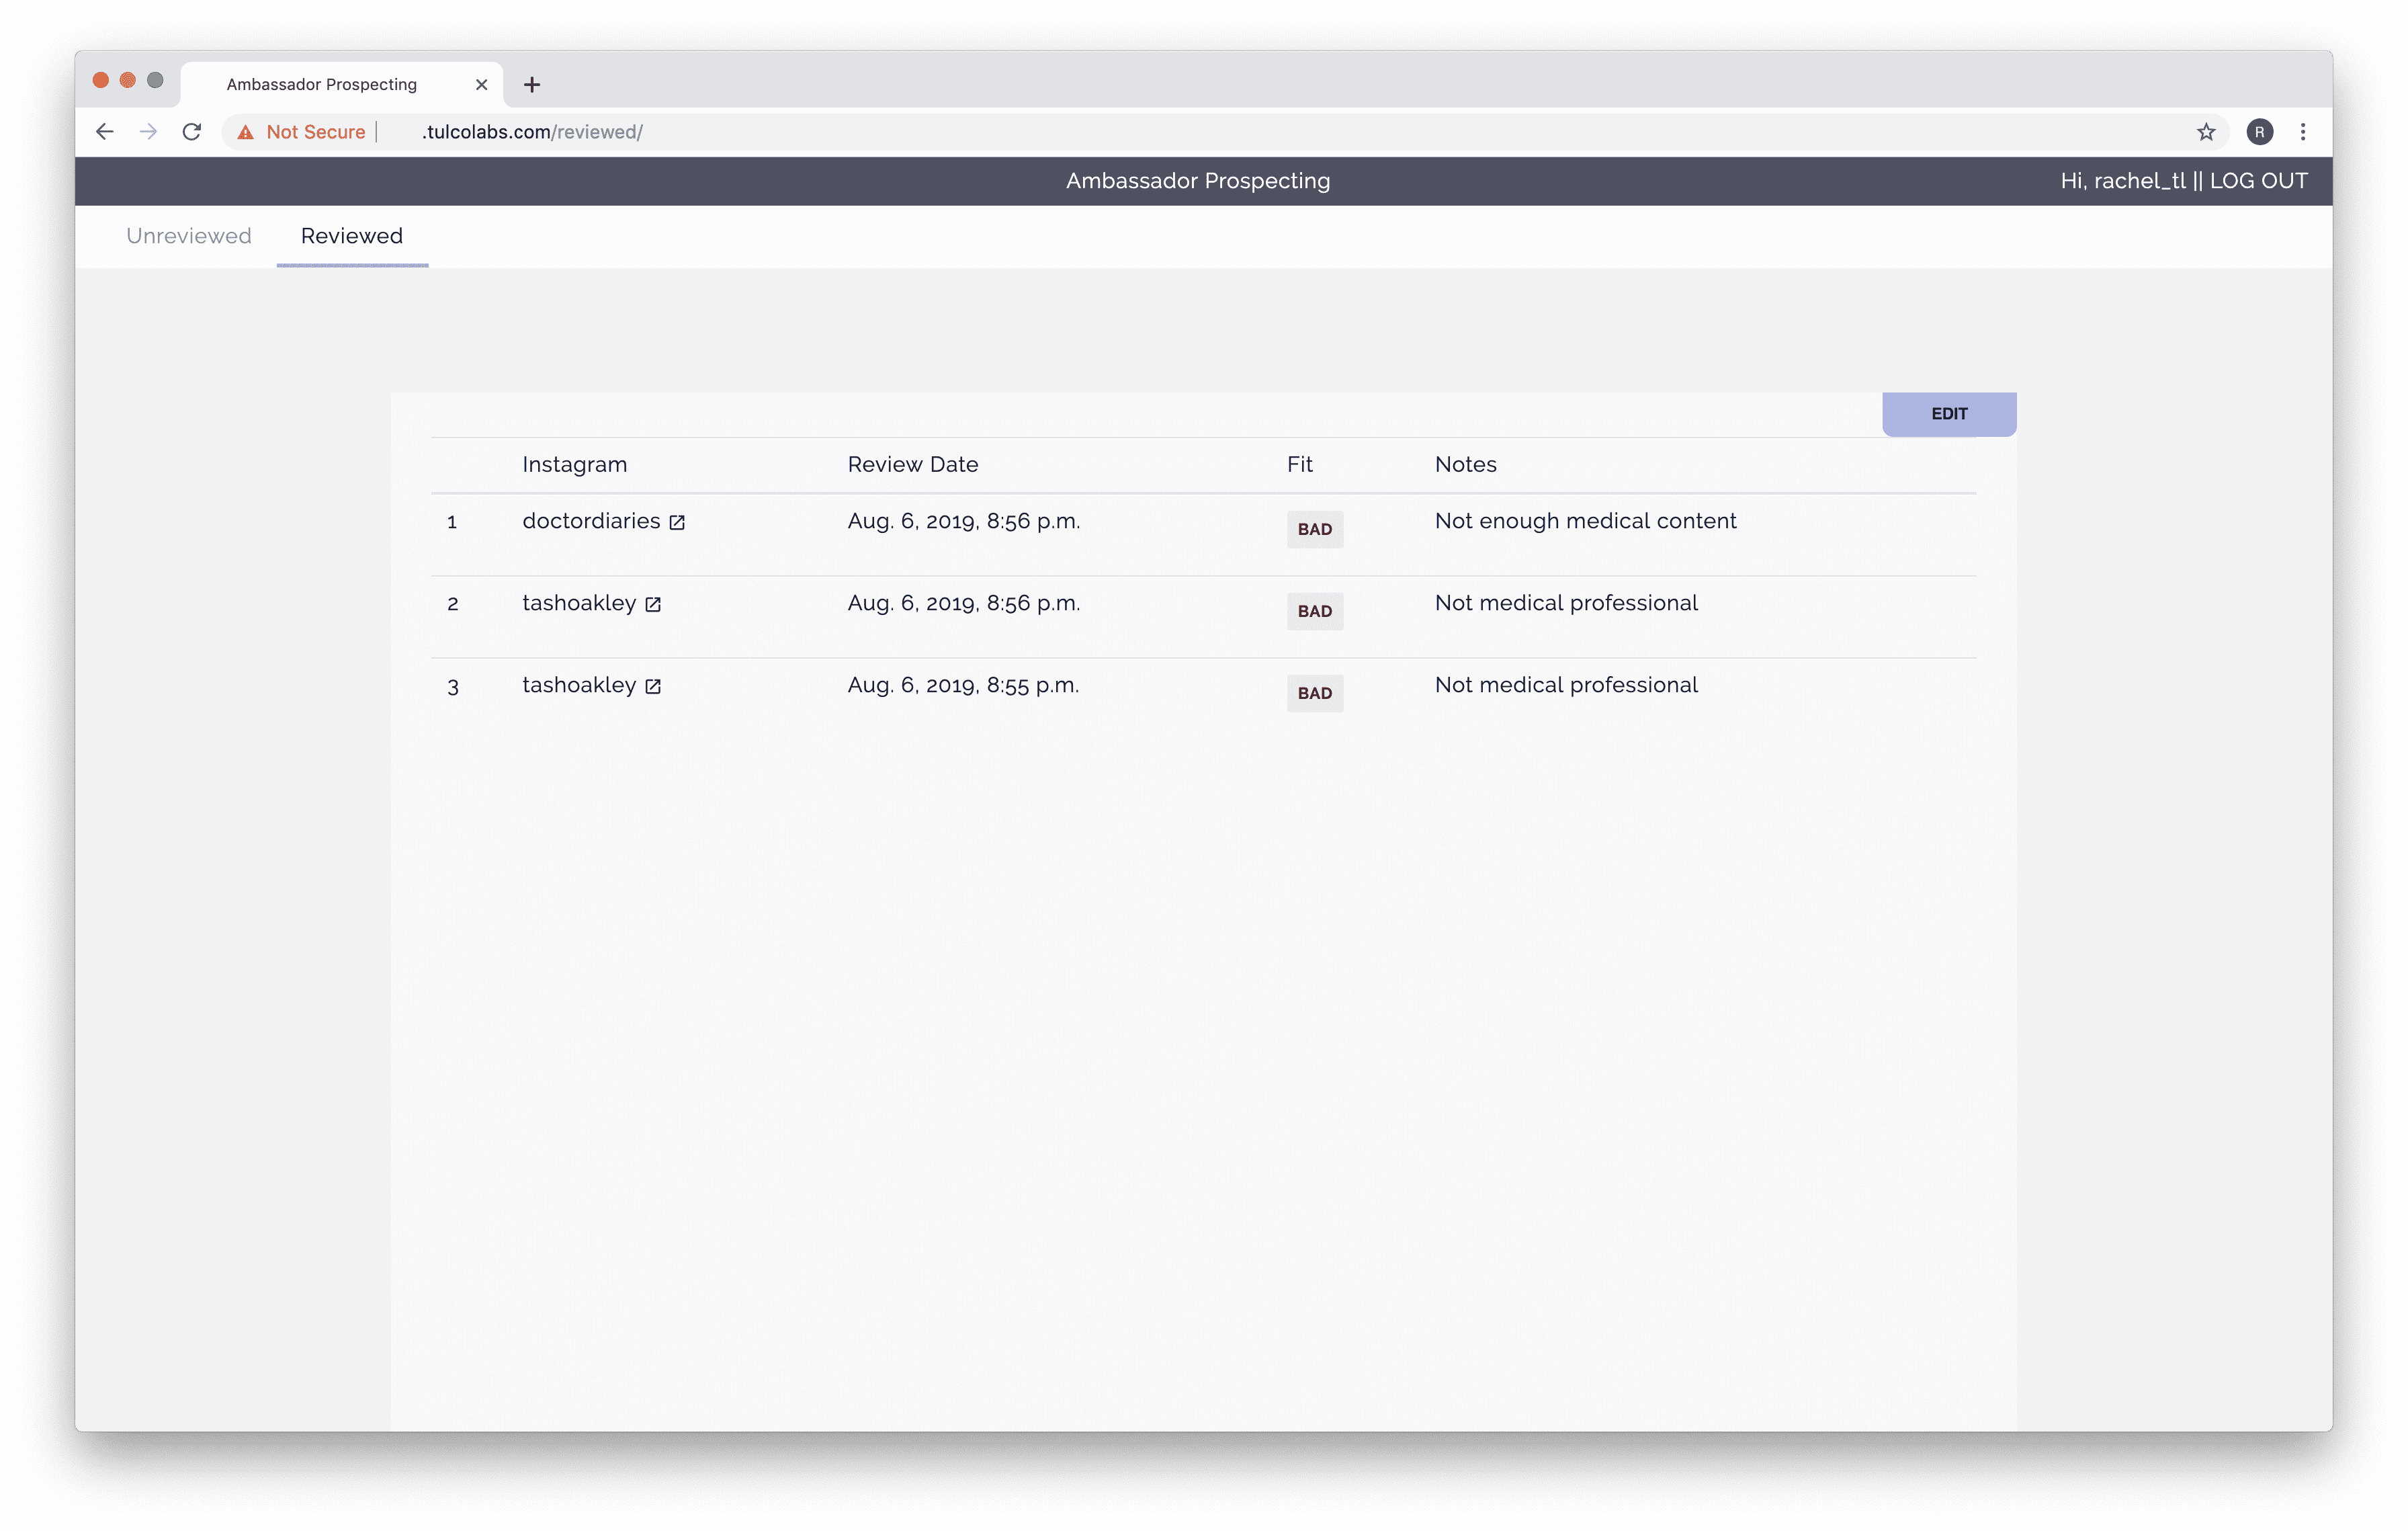 Ambassador Prospecting
Not Secure | .tulcolabs.com/reviewed/ R
Ambassador Prospecting Hi, rachel_tl || LOG OUT
Unreviewed Reviewed
EDIT
Instagram Review Date Fit Notes
1 doctordiaries Aug. 6, 2019, 8:56 p.m. BAD Not enough medical content
2 tashoakley Aug. 6, 2019, 8:56 p.m. BAD Not medical professional
3 tashoakley Aug. 6, 2019, 8:55 p.m. BAD Not medical professional